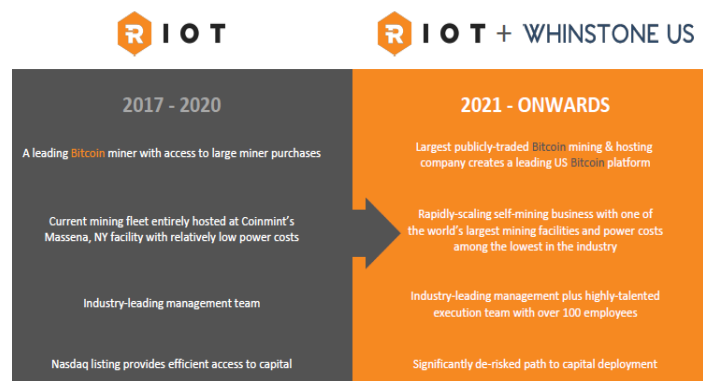 RIOT
RIOT + WHINSTONE US
2017 - 2020
A leading Bitcoin miner with access to large miner purchases
Current mining fleet entirely hosted at Coinmint's
Massena, NY facility with relatively low power costs
Industry-leading management team
Nasdaq listing provides efficient access to capital
2021 - ONWARDS
Largest publicly-traded Bitcoin mining & hosting
company creates a leading US Bitcoin platform
Rapidly-scaling self-mining business with one of
the world's largest mining facilities and power costs
among the lowest in the industry
Industry-leading management plus highly-talented
execution team with over 100 employees
Significantly de-risked path to capital deployment